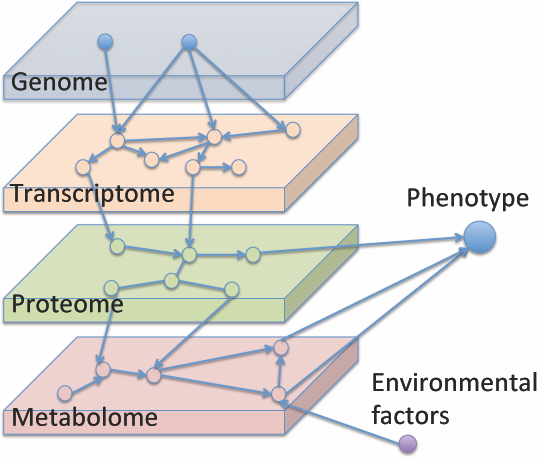 Genome
Transcriptome
Phenotype
Proteome
Environmental
factors
Metabolome